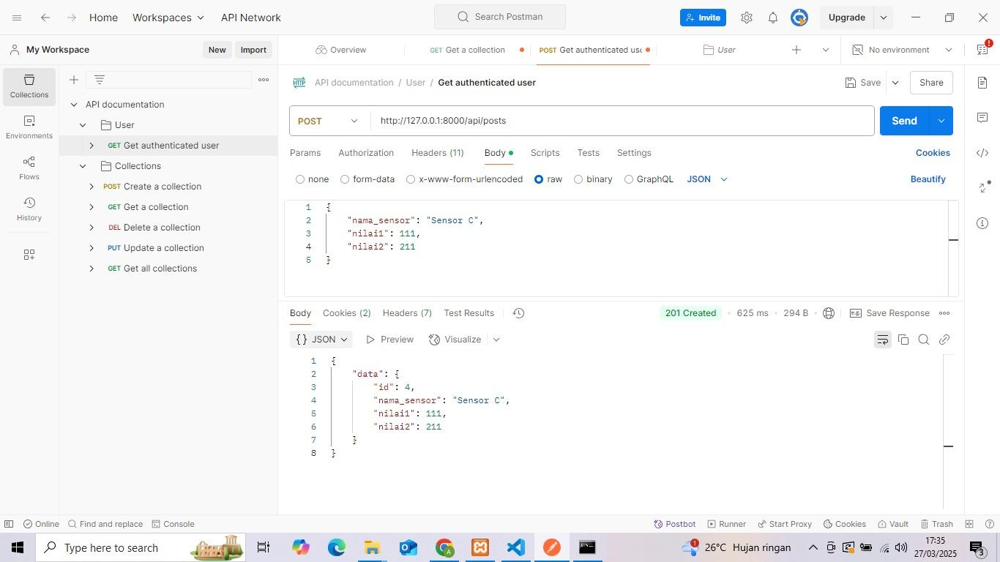 Home Workspaces API Network Search Postman Invite Upgrade
My Workspace New Import Overview GET Get a collection POST Get authenticated use User No environment
Collections
Environments
Flows
History
API documentation
User
GET Get authenticated user
Collections
POST Create a collection
GET Get a collection
DEL Delete a collection
PUT Update a collection
GET Get all collections
HTTP API documentation / User / Get authenticated user Save Share
POST http://127.0.0.1:8000/api/posts Send
Params Authorization Headers (11) Body Scripts Tests Settings Cookies
none form-data x-www-form-urlencoded raw binary GraphQL JSON Beautify
1 {
2 "nama_sensor": "Sensor C",
3 "nilai1": 111,
4 "nilai2": 211
5 }
Body Cookies (2) Headers (7) Test Results 201 Created • 625 ms • 294 B e.g. Save Response
{} JSON Preview Visualize
1 {
2 "data": {
3 "id": 4,
4 "nama_sensor": "Sensor C",
5 "nilai1": 111,
6 "nilai2": 211
7 }
8 }
Online Find and replace Console Postbot Runner Start Proxy Cookies Vault Trash
Type here to search 1 26°C Hujan ringan 17:35
27/03/2025 3